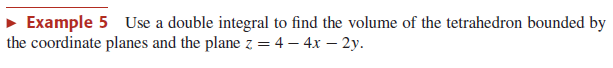 ▶ Example 5 Use a double integral to find the volume of the tetrahedron bounded by
the coordinate planes and the plane z = 4 − 4x − 2y.